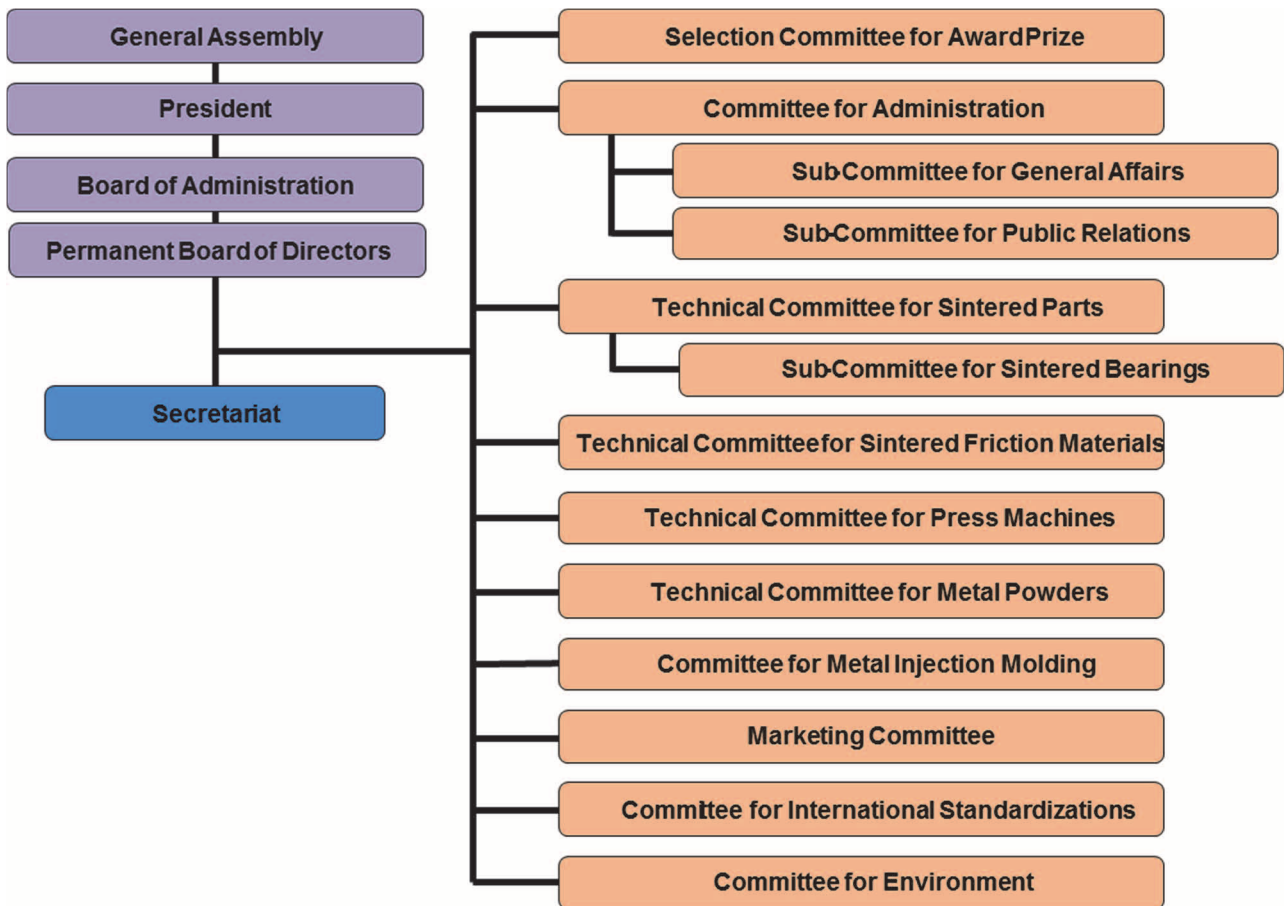 General Assembly
President
Board of Administration
Permanent Board of Directors
Secretariat
Selection Committee for Award Prize
Committee for Administration
Sub-Committee for General Affairs
Sub-Committee for Public Relations
Technical Committee for Sintered Parts
Sub-Committee for Sintered Bearings
Technical Committee for Sintered Friction Materials
Technical Committee for Press Machines
Technical Committee for Metal Powders
Committee for Metal Injection Molding
Marketing Committee
Committee for International Standardizations
Committee for Environment